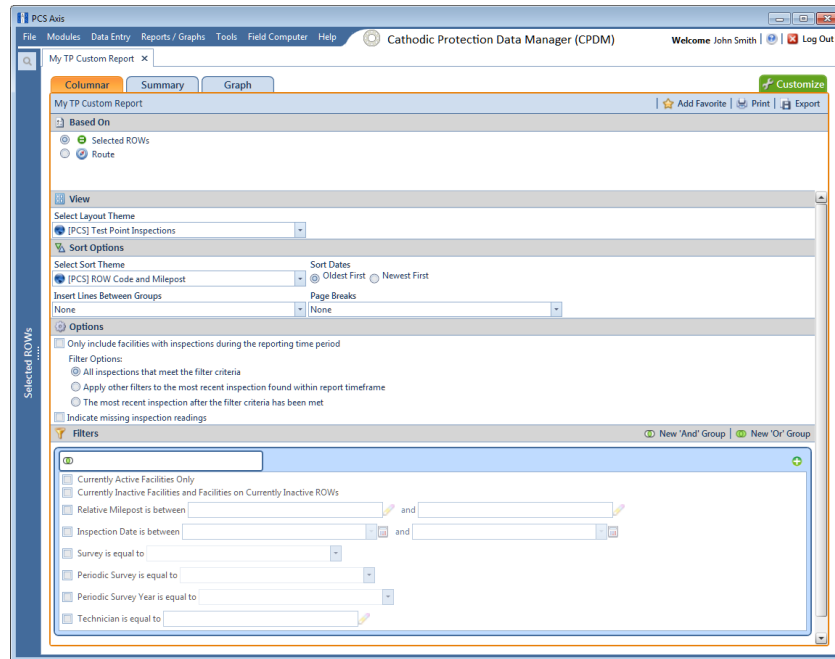 PCS Axis
File Modules Data Entry Reports / Graphs Tools Field Computer Help Cathodic Protection Data Manager (CPDM) Welcome John Smith | Log Out
My TP Custom Report
Columnar Summary Graph Customize
My TP Custom Report | Add Favorite | Print | Export
Based On
Selected ROWs
Route
View
Select Layout Theme
[PCS] Test Point Inspections
Sort Options
Select Sort Theme Sort Dates
[PCS] ROW Code and Milepost Oldest First Newest First
Insert Lines Between Groups Page Breaks
None None
Options
Only include facilities with inspections during the reporting time period
Filter Options:
All inspections that meet the filter criteria
Apply other filters to the most recent inspection found within report timeframe
The most recent inspection after the filter criteria has been met
Indicate missing inspection readings
Filters New 'And' Group | New 'Or' Group
Currently Active Facilities Only
Currently Inactive Facilities and Facilities on Currently Inactive ROWs
Relative Milepost is between and
Inspection Date is between and
Survey is equal to
Periodic Survey is equal to
Periodic Survey Year is equal to
Technician is equal to
Selected ROWs